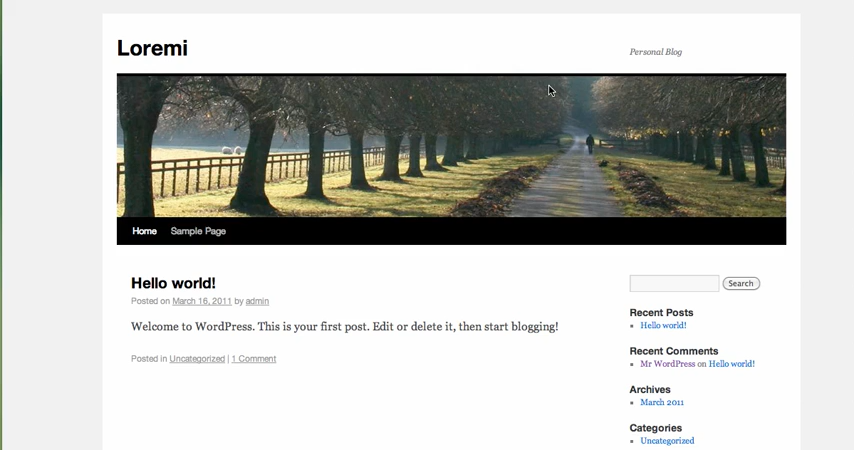 Loremi
Personal Blog
Home Sample Page
Hello world!
Posted on March 16, 2011 by admin
Welcome to WordPress. This is your first post. Edit or delete it, then start blogging!
Posted in Uncategorized | 1 Comment
Search
Recent Posts
Hello world!
Recent Comments
Mr WordPress on Hello world!
Archives
March 2011
Categories
Uncategorized